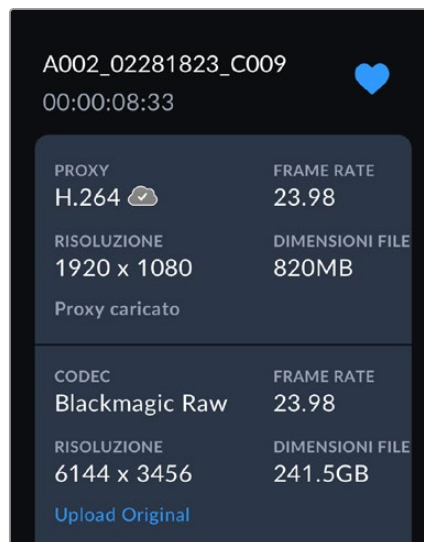 A002_02281823_C009
00:00:08:33
PROXY FRAME RATE
H.264 23.98
RISOLUZIONE DIMENSIONI FILE
1920 x 1080 820MB
Proxy caricato
CODEC FRAME RATE
Blackmagic Raw 23.98
RISOLUZIONE DIMENSIONI FILE
6144 x 3456 241.5GB
Upload Original